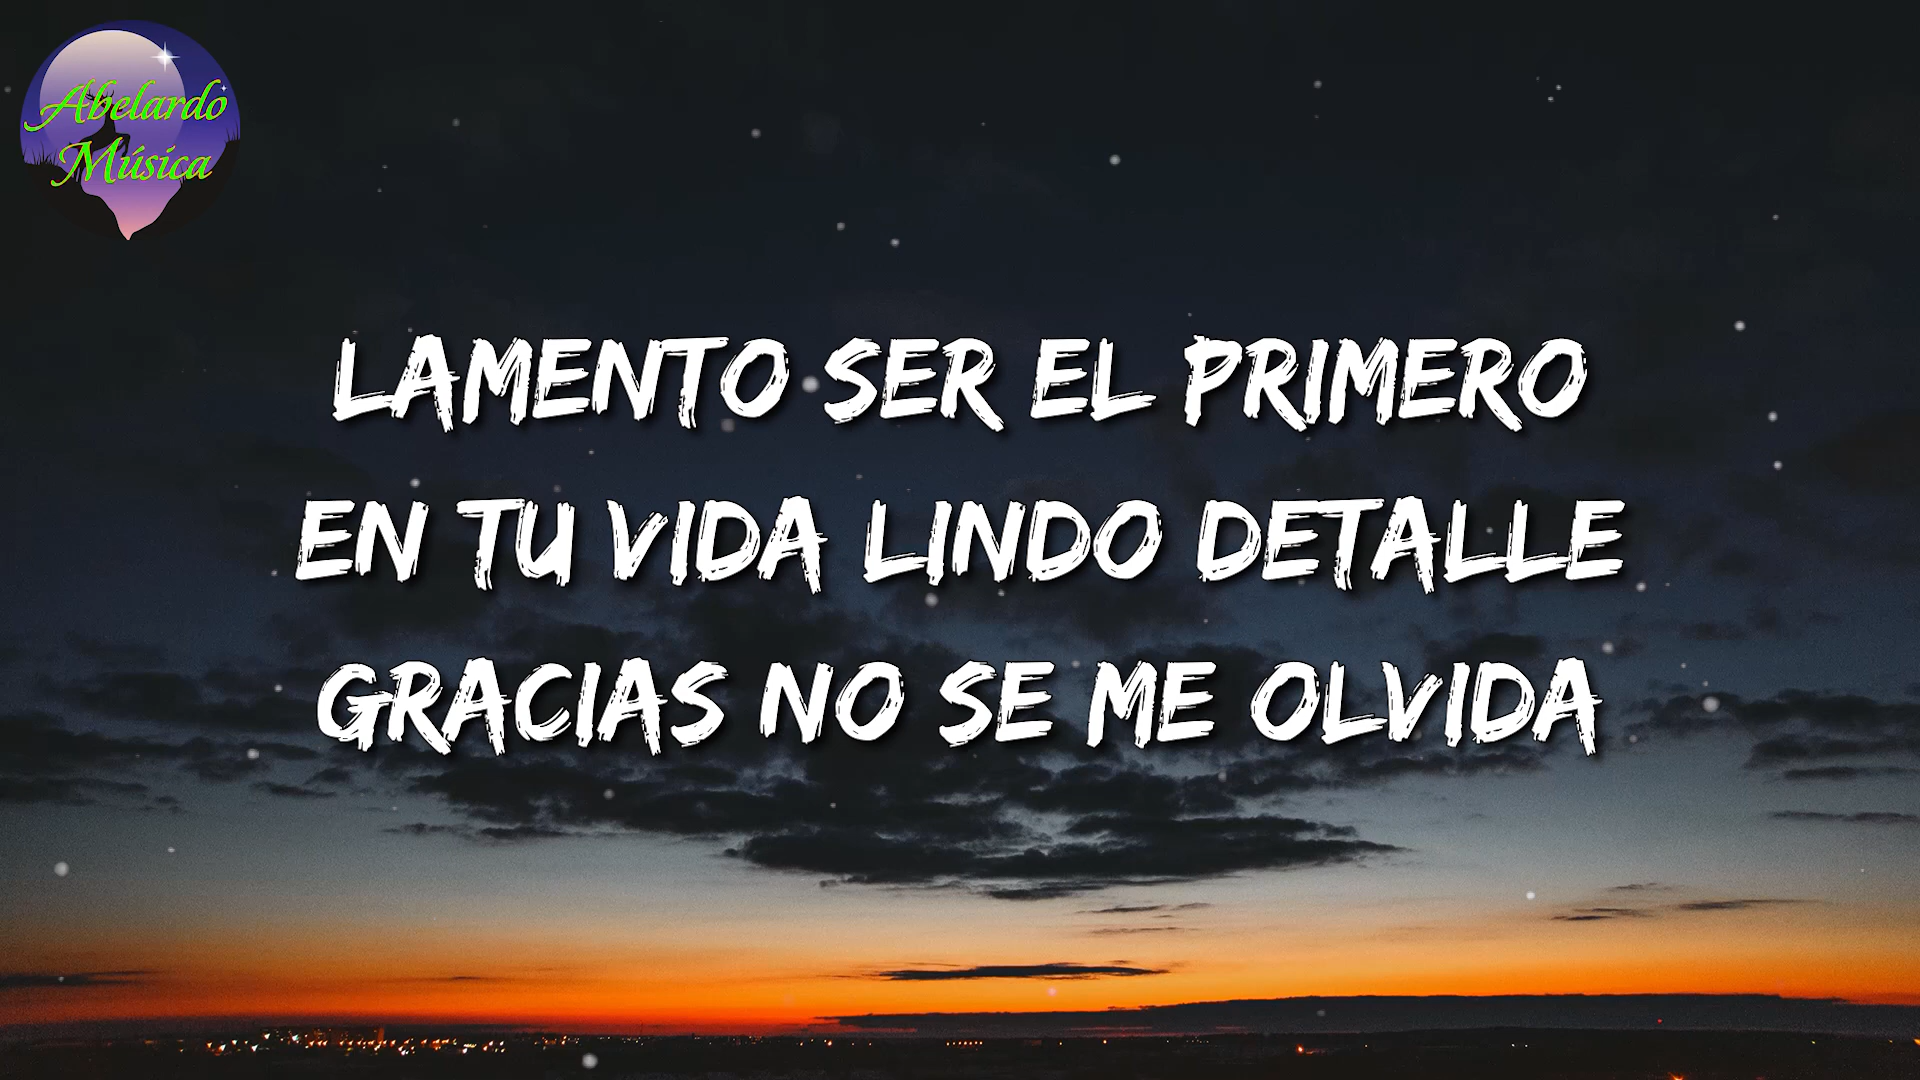 Abelardo
Música
LAMENTO SER EL PRIMERO
EN TU VIDA LINDO DETALLE
GRACIAS NO SE ME OLVIDA